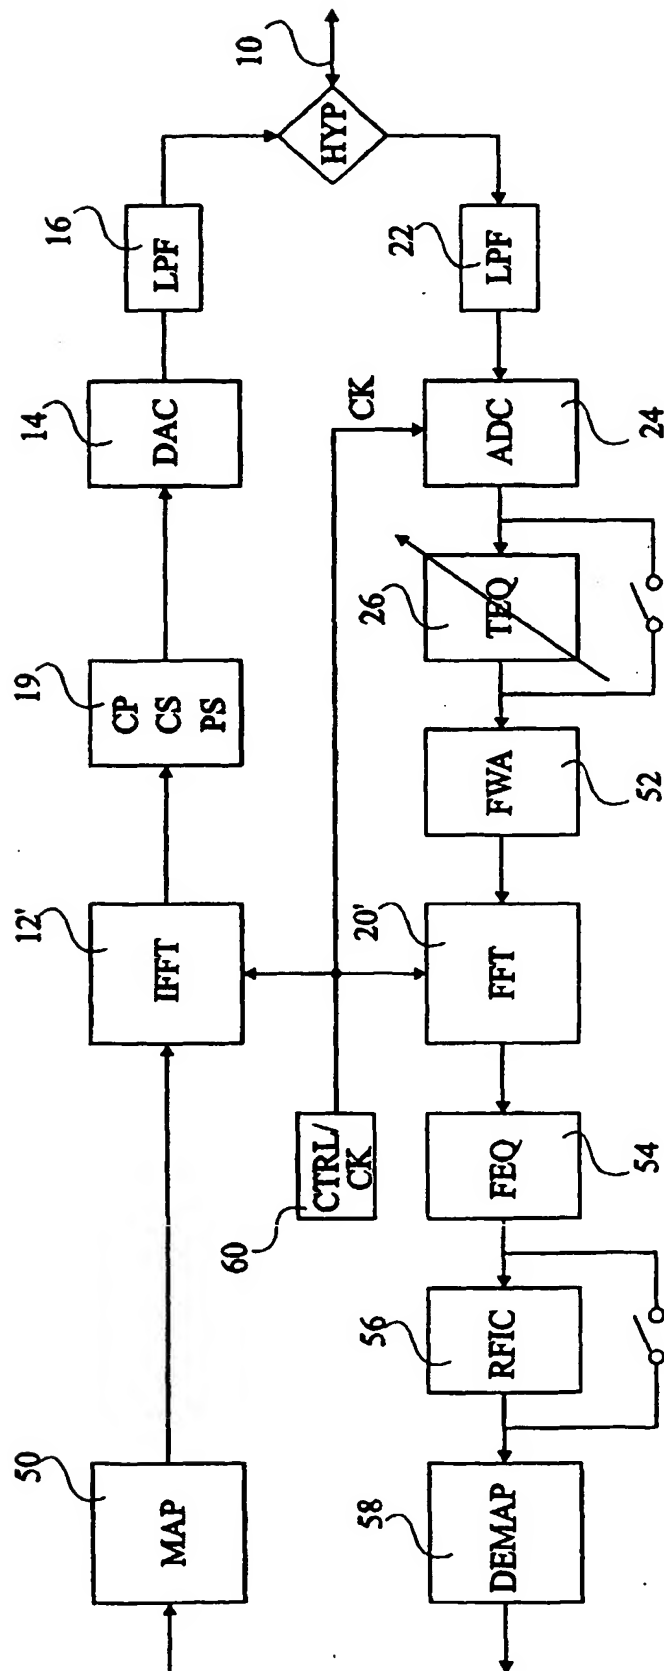 50
MAP
12'
IFFT
19
CP
CS
PS
14
DAC
16
LPF
HYP
10
60
CTRL/
CK
CK
58
DEMAP
56
RFIC
FEQ
54
20'
FFT
FWA
52
26
TEQ
ADC
24
22
LPF